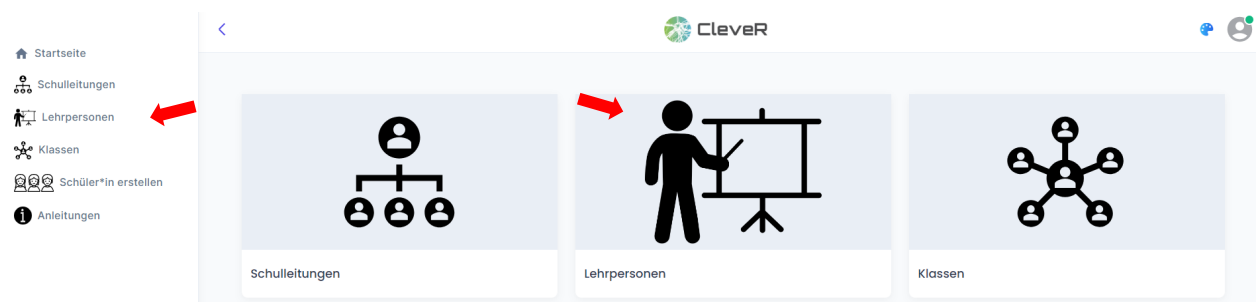 CleveR
Startseite
Schulleitungen
Lehrpersonen
Klassen
Schüler*in erstellen
Anleitungen
Schulleitungen
Lehrpersonen
Klassen